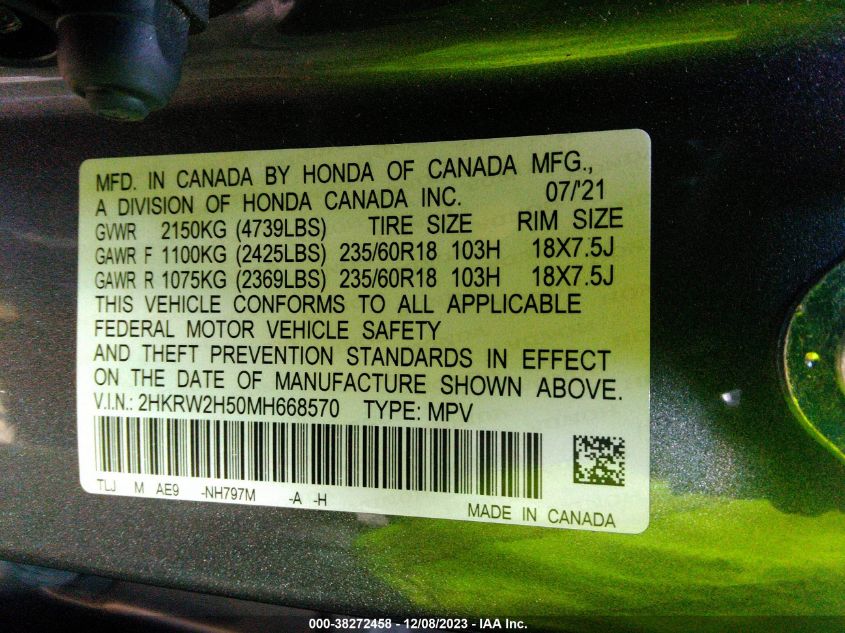 MFD. IN CANADA BY HONDA OF CANADA MFG.,
A DIVISION OF HONDA CANADA INC. 07/'21
GVWR 2150KG (4739LBS) TIRE SIZE RIM SIZE
GAWR F 1100KG (2425LBS) 235/60R18 103H 18X7.5J
GAWR R 1075KG (2369LBS) 235/60R18 103H 18X7.5J
THIS VEHICLE CONFORMS TO ALL APPLICABLE
FEDERAL MOTOR VEHICLE SAFETY
AND THEFT PREVENTION STANDARDS IN EFFECT
ON THE DATE OF MANUFACTURE SHOWN ABOVE.
V.I.N.: 2HKRW2H50MH668570 TYPE: MPV
TLJ M AE9 -NH797M -A -H
MADE IN CANADA
000-38272458 - 12/08/2023 - IAA Inc.